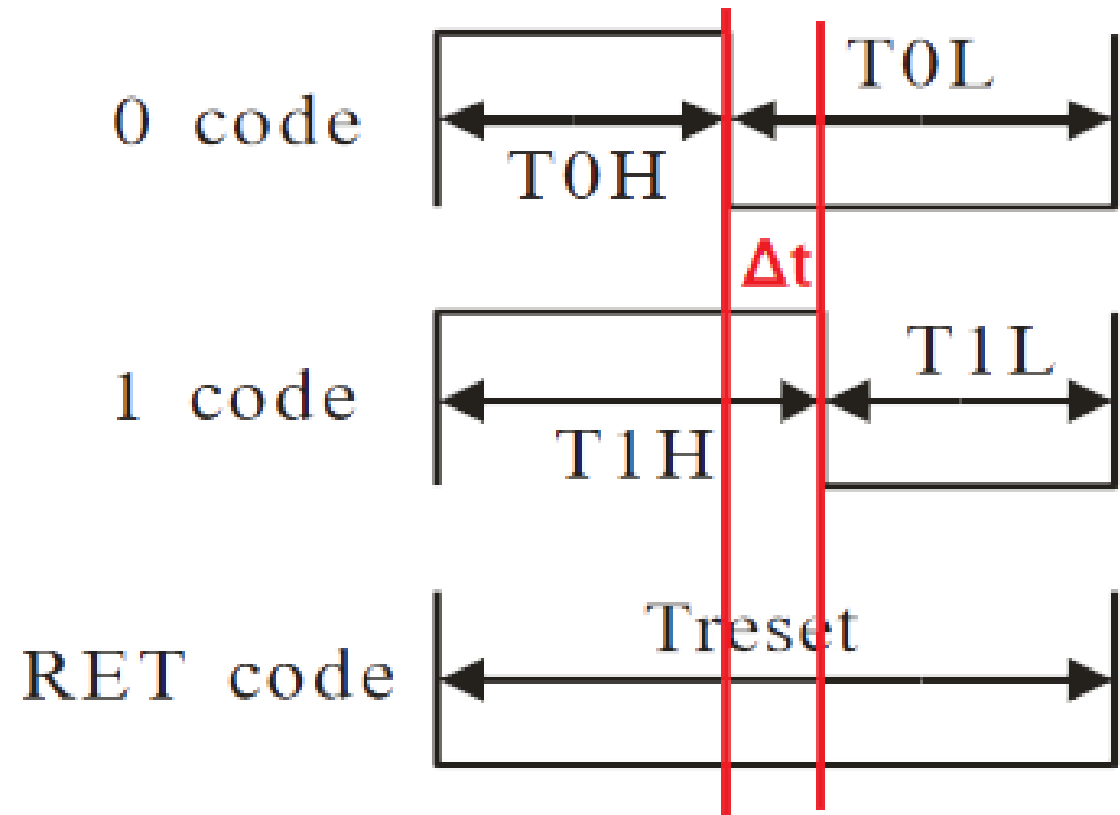 T0L
0 code
T0H
Δt
T1L
1 code
T1H
Treset
RET code